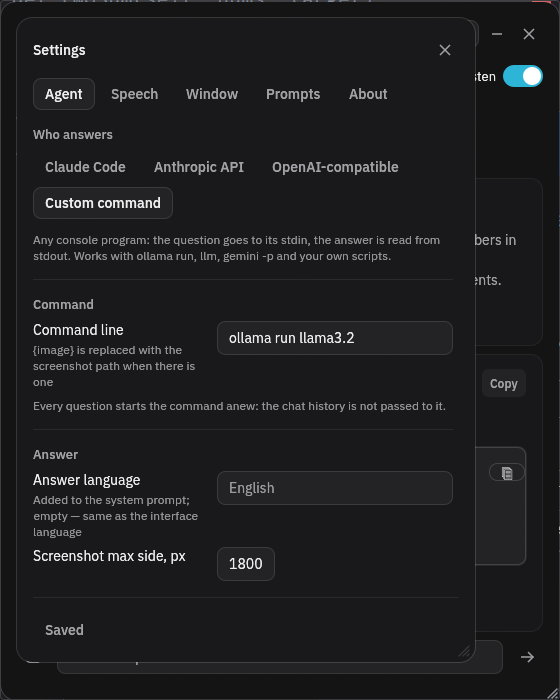 Settings
sten
Agent Speech Window Prompts About
Who answers
Claude Code Anthropic API OpenAI-compatible
Custom command
Any console program: the question goes to its stdin, the answer is read from
stdout. Works with ollama run, llm, gemini -p and your own scripts.
bers in
ents.
Command
Command line
ollama run llama3.2
{image} is replaced with the
screenshot path when there is
one
Every question starts the command anew: the chat history is not passed to it.
Copy
Answer
Answer language
English
Added to the system prompt;
empty — same as the interface
language
Screenshot max side, px
1800
Saved